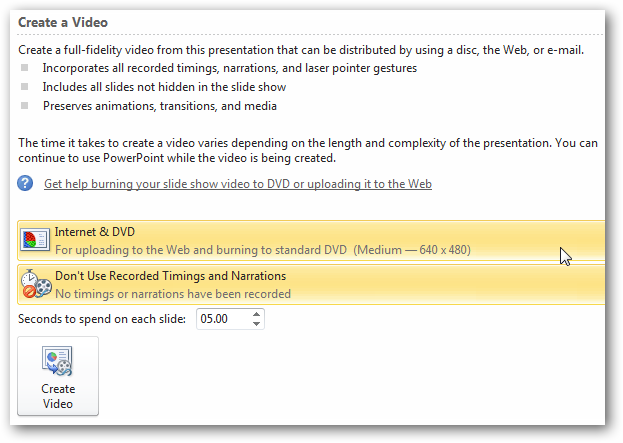 Create a Video
Create a full-fidelity video from this presentation that can be distributed by using a disc, the Web, or e-mail.
Incorporates all recorded timings, narrations, and laser pointer gestures
Includes all slides not hidden in the slide show
Preserves animations, transitions, and media
The time it takes to create a video varies depending on the length and complexity of the presentation. You can
continue to use PowerPoint while the video is being created.
Get help burning your slide show video to DVD or uploading it to the Web
Internet & DVD
For uploading to the Web and burning to standard DVD (Medium — 640 x 480)
Don't Use Recorded Timings and Narrations
No timings or narrations have been recorded
Seconds to spend on each slide: 05.00
Create
Video